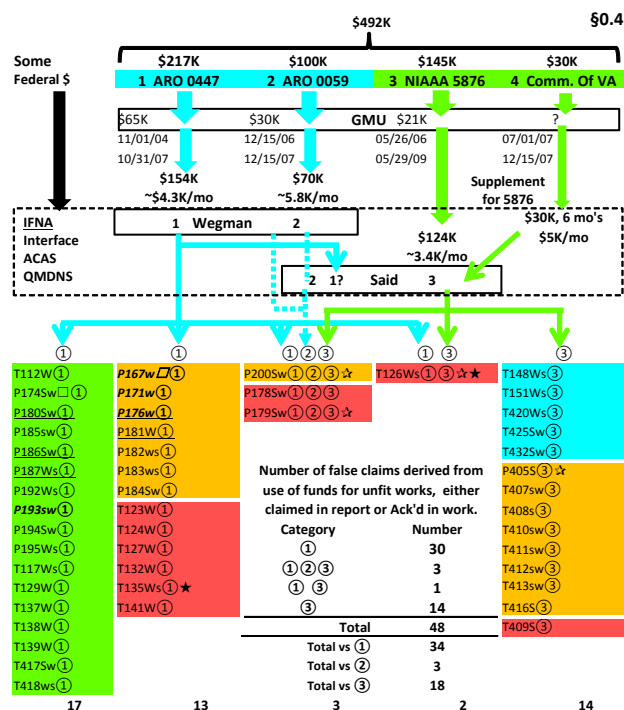 §0.4
$492K
Some
Federal $
$217K $100K $145K $30K
1 ARO 0447 2 ARO 0059 3 NIAAA 5876 4 Comm. Of VA
$65K $30K GMU $21K ?
11/01/04 12/15/06 05/26/06 07/01/07
10/31/07 12/15/07 05/29/09 12/15/07
$154K $70K Supplement
~$4.3K/mo ~5.8K/mo for 5876
IFNA
Interface
ACAS
QMDNS
1 Wegman 2
$30K, 6 mo's
$5K/mo
$124K
~3.4K/mo
2 1? Said 3
① ① ① ② ③ ① ③ ③
T112W①
P174Sw□①
P180Sw①
P185sw①
P186Sw①
P187Ws①
P192Ws①
P193sw①
P194Sw①
P195Ws①
T117Ws①
T129W①
T137W①
T138W①
T139W①
T417Sw①
T418ws①
17
P167w□①
P171w①
P176w①
P181W①
P182ws①
P183ws①
P184Sw①
T123W①
T124W①
T127W①
T132W①
T135Ws①★
T141W①
13
P200Sw①②③☆
P178Sw①②③
P179Sw①②③☆
3
T126Ws①③☆★
2
T148Ws③
T151Ws③
T420Ws③
T425Sw③
T432Sw③
P405S③☆
T407sw③
T408s③
T410sw③
T411sw③
T412sw③
T413sw③
T416S③
T409S③
14
Number of false claims derived from
use of funds for unfit works, either
claimed in report or Ack'd in work.
Category Number
① 30
①②③ 3
① ③ 1
③ 14
Total 48
Total vs ① 34
Total vs ② 3
Total vs ③ 18